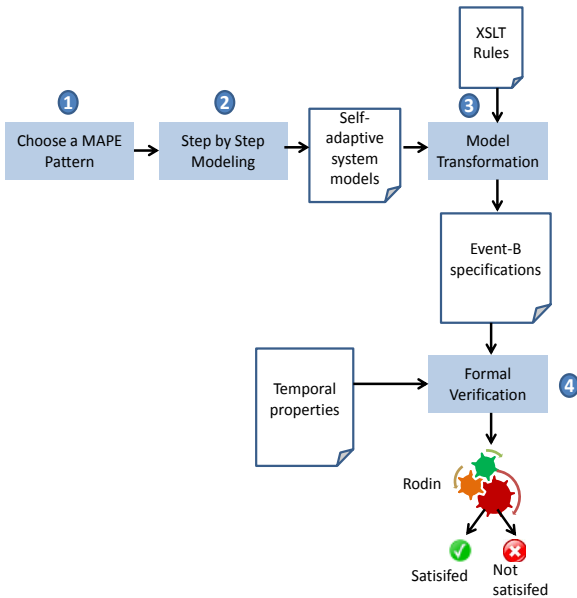 XSLT
Rules
1
2
3
Choose a MAPE
Pattern
Step by Step
Modeling
Self-
adaptive
system
models
Model
Transformation
Event-B
specifications
Temporal
properties
Formal
Verification
4
Rodin
Satisifed
Not
satisifed